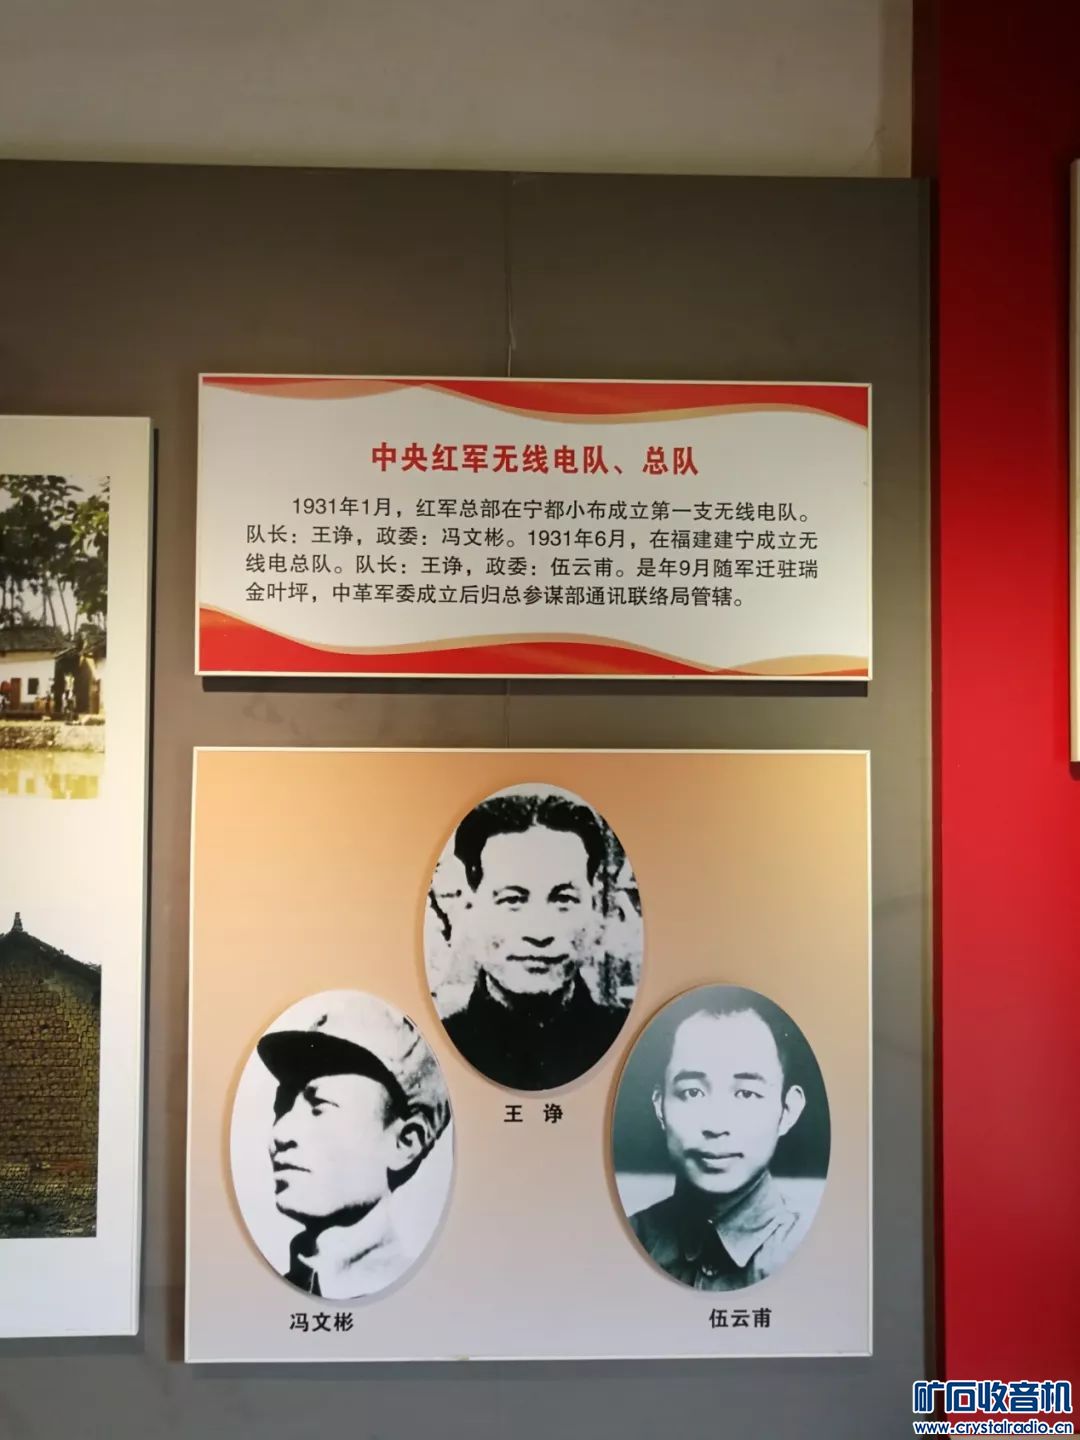 中央红军无线电队、总队
1931年1月，红军总部在宁都小布成立第一支无线电队。
队长：王诤，政委：冯文彬。1931年6月，在福建建宁成立无
线电总队。队长：王诤，政委：伍云甫。是年9月随军迁驻瑞
金叶坪，中革军委成立后归总参谋部通讯联络局管辖。
王 诤
冯文彬
伍云甫
矿石收音机
www.crystalradio.cn